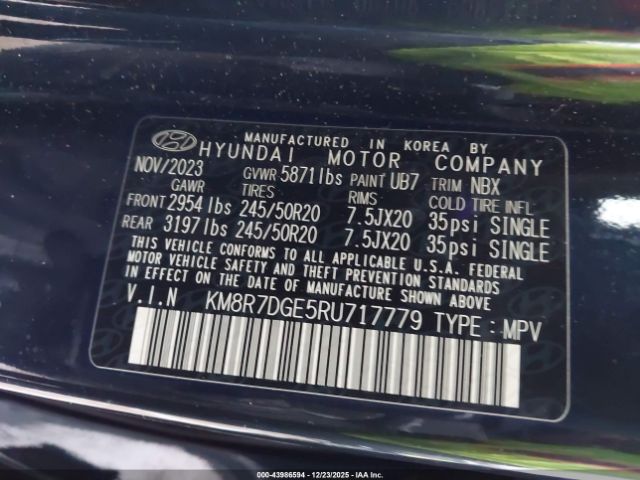 MANUFACTURED IN KOREA BY
HYUNDAI MOTOR COMPANY
NOV/2023 GVWR 5871 lbs PAINT UB7 TRIM NBX
GAWR TIRES RIMS COLD TIRE INFL.
FRONT 2954 lbs 245/50R20 7.5JX20 35psi SINGLE
REAR 3197 lbs 245/50R20 7.5JX20 35psi SINGLE
THIS VEHICLE CONFORMS TO ALL APPLICABLE U.S.A. FEDERAL
MOTOR VEHICLE SAFETY AND THEFT PREVENTION STANDARDS
IN EFFECT ON THE DATE OF MANUFACTURE SHOWN ABOVE.
V.I.N KM8R7DGE5RU717779 TYPE : MPV
www.iaai.com 43986594 - 12/23/2025 - IAA Inc.